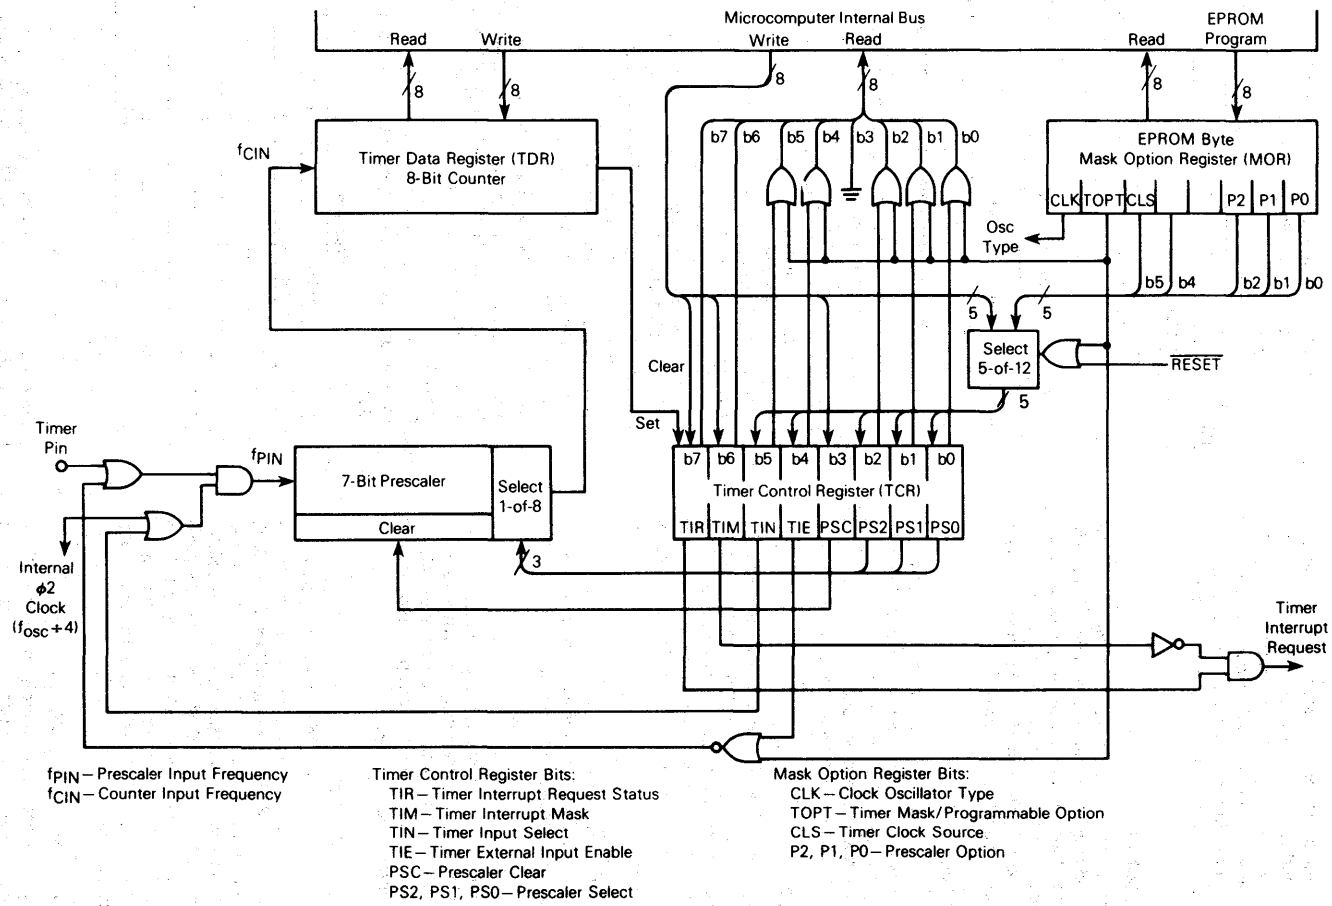 Microcomputer Internal Bus
EPROM
Program
Read
Write
Write
Read
Read
8
8
8
8
8
8
b7
b6
b5
b4
b3
b2
b1
b0
fCIN
Timer Data Register (TDR)
8-Bit Counter
EPROM Byte
Mask Option Register (MOR)
CLK
TOPT
CLS
P2
P1
P0
Osc
Type
b5
b4
b2
b1
b0
5
5
Select
5-of-12
RESET
5
Clear
Set
Timer
Pin
fPIN
7-Bit Prescaler
Select
1-of-8
Clear
3
b7
b6
b5
b4
b3
b2
b1
b0
Timer Control Register (TCR)
TIR
TIM
TIN
TIE
PSC
PS2
PS1
PS0
Internal
ϕ2
Clock
(fosc÷4)
Timer
Interrupt
Request
fPIN—Prescaler Input Frequency
fCIN—Counter Input Frequency
Timer Control Register Bits:
TIR—Timer Interrupt Request Status
TIM—Timer Interrupt Mask
TIN—Timer Input Select
TIE—Timer External Input Enable
PSC—Prescaler Clear
PS2, PS1, PS0—Prescaler Select
Mask Option Register Bits:
CLK—Clock Oscillator Type
TOPT—Timer Mask/Programmable Option
CLS—Timer Clock Source
P2, P1, P0—Prescaler Option